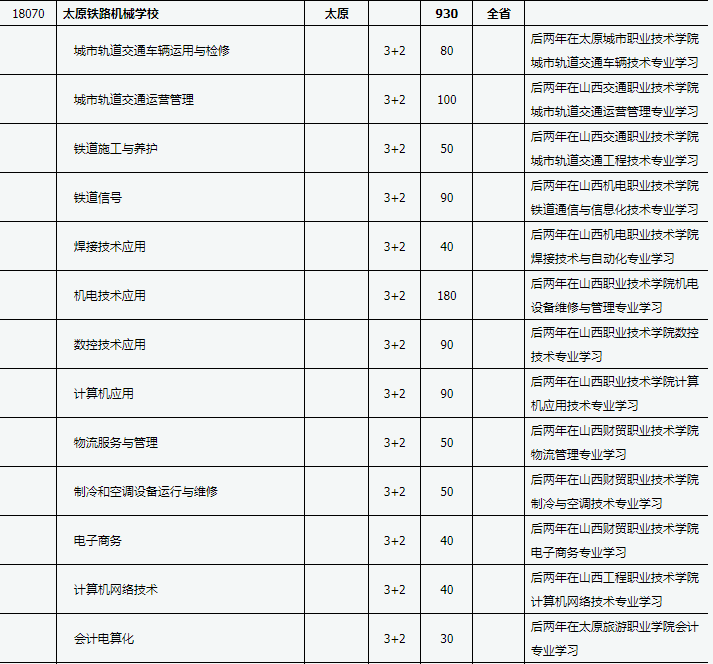 18070 太原铁路机械学校 太原 930 全省
城市轨道交通车辆运用与检修 3+2 80 后两年在太原城市职业技术学院
城市轨道交通车辆技术专业学习
城市轨道交通运营管理 3+2 100 后两年在山西交通职业技术学院
城市轨道交通运营管理专业学习
铁道施工与养护 3+2 50 后两年在山西交通职业技术学院
城市轨道交通工程技术专业学习
铁道信号 3+2 90 后两年在山西机电职业技术学院
铁道通信与信息化技术专业学习
焊接技术应用 3+2 40 后两年在山西机电职业技术学院
焊接技术与自动化专业学习
机电技术应用 3+2 180 后两年在山西职业技术学院机电
设备维修与管理专业学习
数控技术应用 3+2 90 后两年在山西职业技术学院数控
技术专业学习
计算机应用 3+2 90 后两年在山西职业技术学院计算
机应用技术专业学习
物流服务与管理 3+2 50 后两年在山西财贸职业技术学院
物流管理专业学习
制冷和空调设备运行与维修 3+2 50 后两年在山西财贸职业技术学院
制冷与空调技术专业学习
电子商务 3+2 40 后两年在山西财贸职业技术学院
电子商务专业学习
计算机网络技术 3+2 40 后两年在山西工程职业技术学院
计算机网络技术专业学习
会计电算化 3+2 30 后两年在太原旅游职业学院会计
专业学习